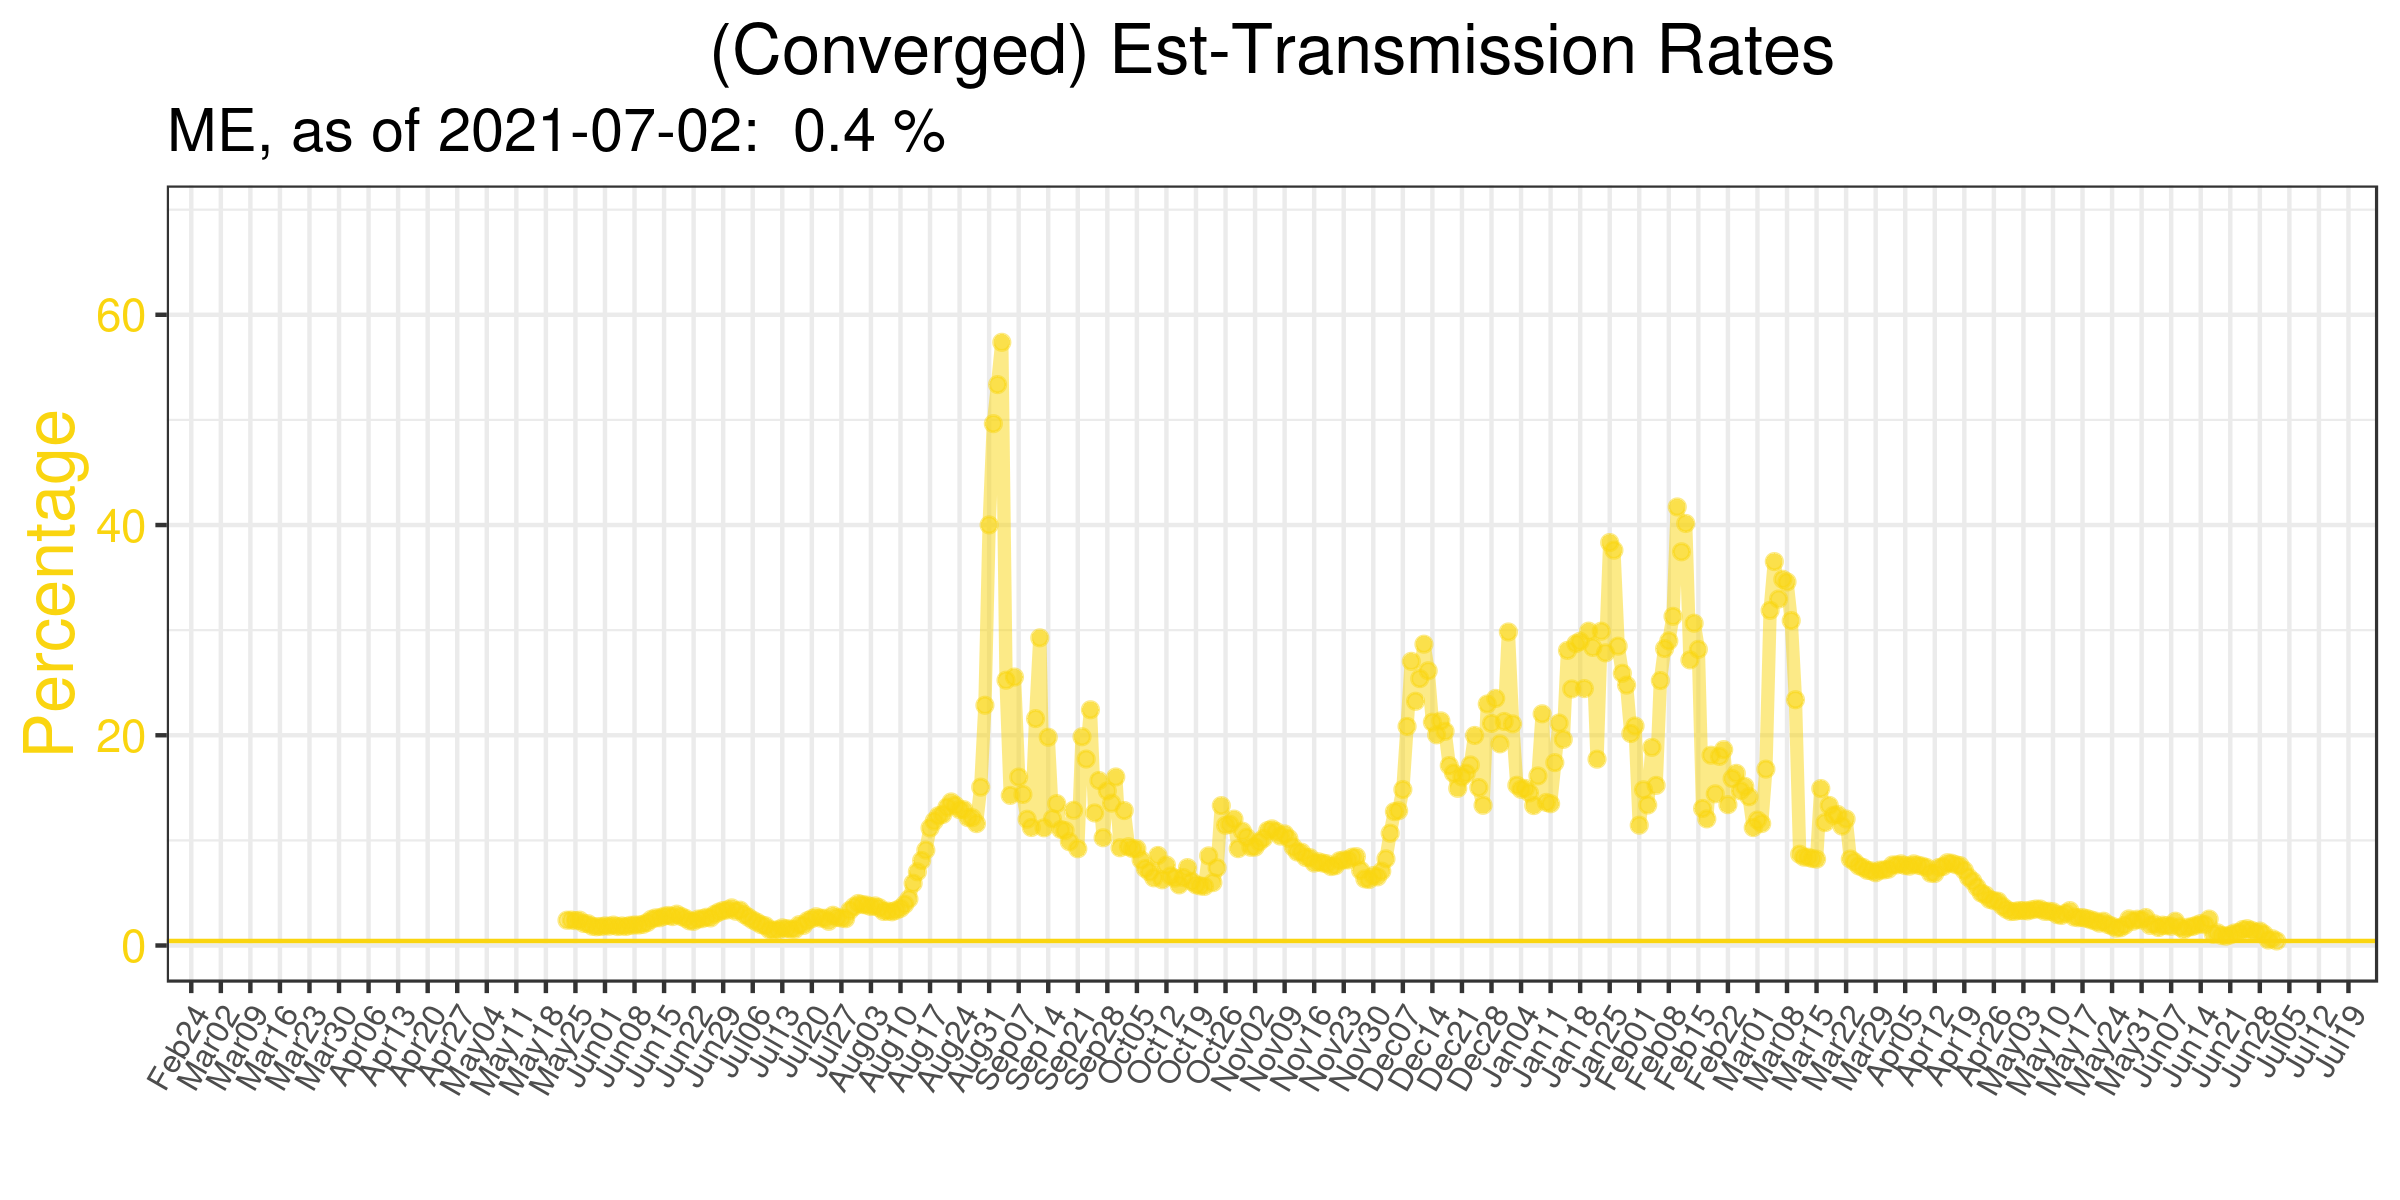 (Converged) Est-Transmission Rates
ME, as of 2021-07-02:  0.4 %
Percentage
60
40
20
0
Feb24
Mar02
Mar09
Mar16
Mar23
Mar30
Apr06
Apr13
Apr20
Apr27
May04
May11
May18
May25
Jun01
Jun08
Jun15
Jun22
Jun29
Jul06
Jul13
Jul20
Jul27
Aug03
Aug10
Aug17
Aug24
Aug31
Sep07
Sep14
Sep21
Sep28
Oct05
Oct12
Oct19
Oct26
Nov02
Nov09
Nov16
Nov23
Nov30
Dec07
Dec14
Dec21
Dec28
Jan04
Jan11
Jan18
Jan25
Feb01
Feb08
Feb15
Feb22
Mar01
Mar08
Mar15
Mar22
Mar29
Apr05
Apr12
Apr19
Apr26
May03
May10
May17
May24
May31
Jun07
Jun14
Jun21
Jun28
Jul05
Jul12
Jul19